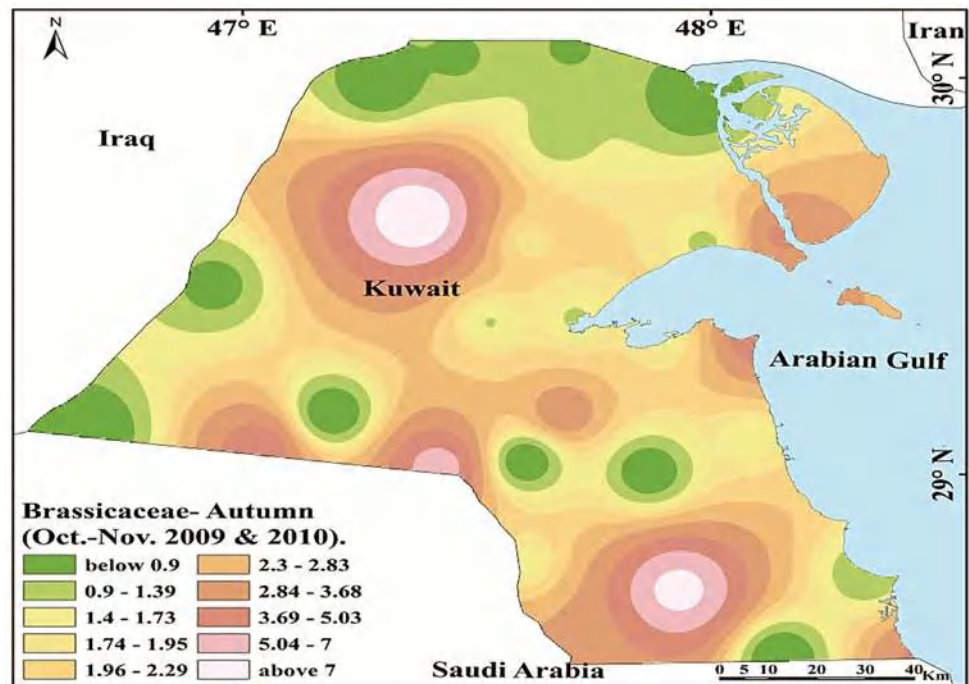 47° E
48° E
N
Iran
30° N
Iraq
Kuwait
Arabian Gulf
29° N
Brassicaceae- Autumn
(Oct.-Nov. 2009 & 2010).
below 0.9
0.9 - 1.39
1.4 - 1.73
1.74 - 1.95
1.96 - 2.29
2.3 - 2.83
2.84 - 3.68
3.69 - 5.03
5.04 - 7
above 7
Saudi Arabia
0 5 10 20 30 40
Km